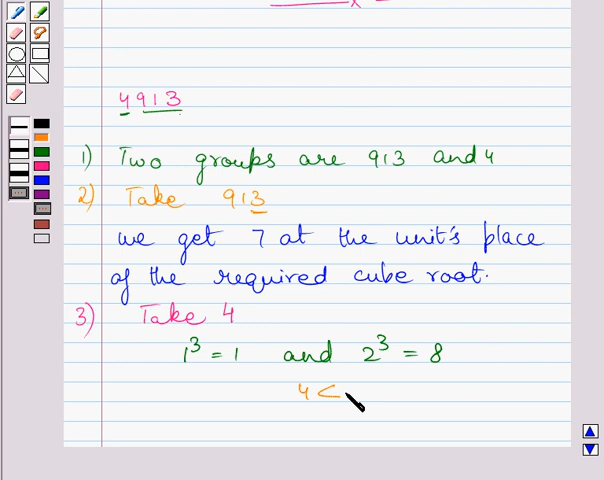 4913
1) Two groups are 913 and 4
2) Take 913
we get 7 at the unit's place
of the required cube root.
3) Take 4
1³ = 1 and 2³ = 8
4 <